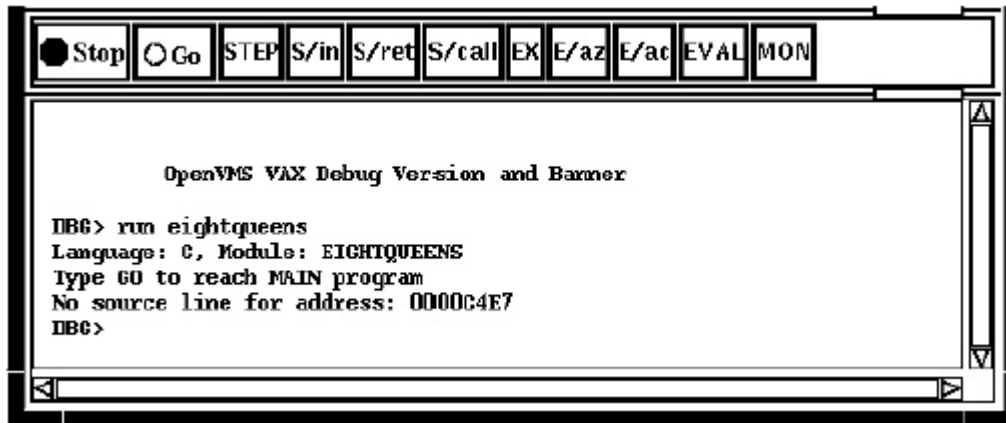 Stop Go STEP S/in S/ret S/call EX E/az E/ac EVAL MON
OpenVMS VAX Debug Version and Banner
DBG> run eightqueens
Language: C, Module: EIGHTQUEENS
Type GO to reach MAIN program
No source line for address: 0000C4E7
DBG>